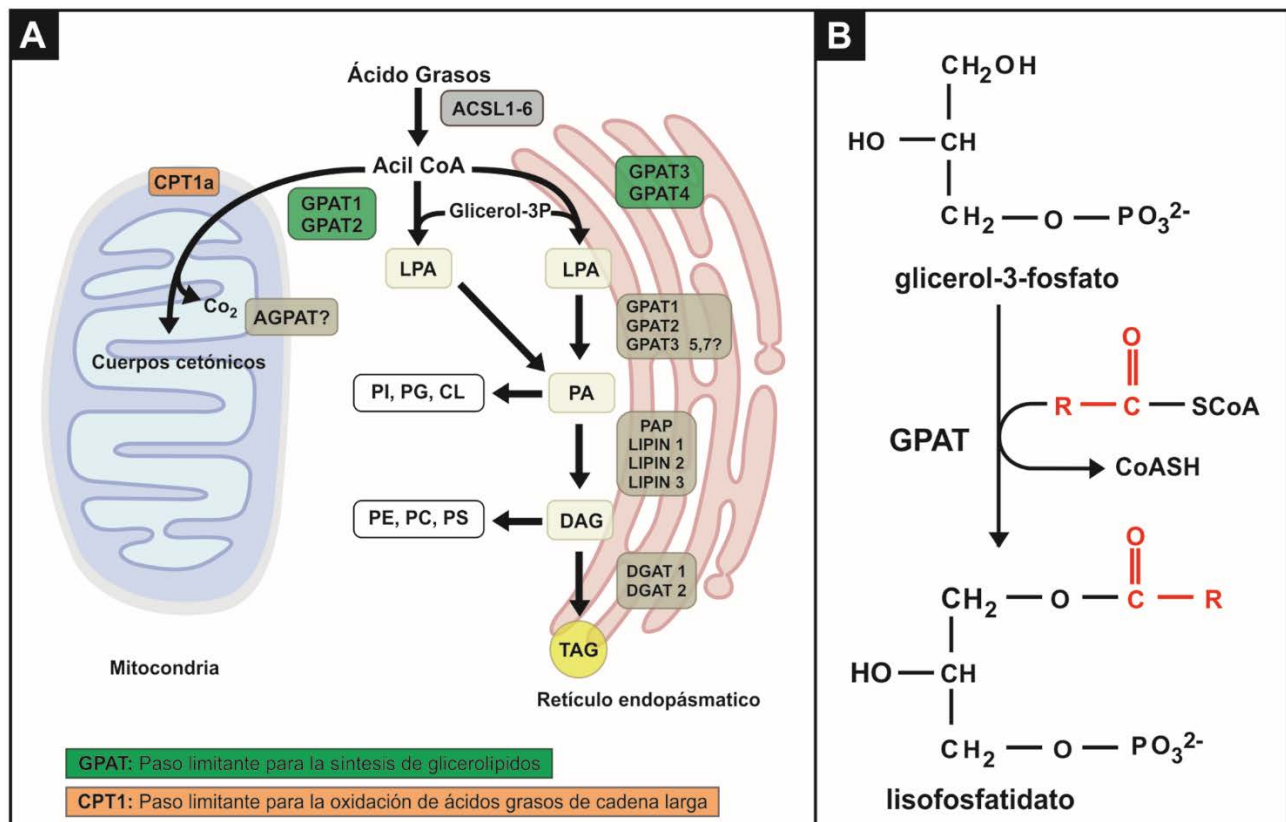 A
Ácido Grasos
ACSL1-6
Acil CoA
CPT1a
GPAT1
GPAT2
Glicerol-3P
GPAT3
GPAT4
LPA
LPA
Co2
AGPAT?
Cuerpos cetónicos
GPAT1
GPAT2
GPAT3 5,7?
PI, PG, CL
PA
PAP
LIPIN 1
LIPIN 2
LIPIN 3
PE, PC, PS
DAG
DGAT 1
DGAT 2
TAG
Mitocondria
Retículo endopásmatico
GPAT: Paso limitante para la síntesis de glicerolipidos
CPT1: Paso limitante para la oxidación de ácidos grasos de cadena larga
B
CH2OH
HO — CH
CH2 — O — PO3 2-
glicerol-3-fosfato
O
R — C — SCoA
GPAT
CoASH
O
CH2 — O — C — R
HO — CH
CH2 — O — PO3 2-
lisofosfatidato